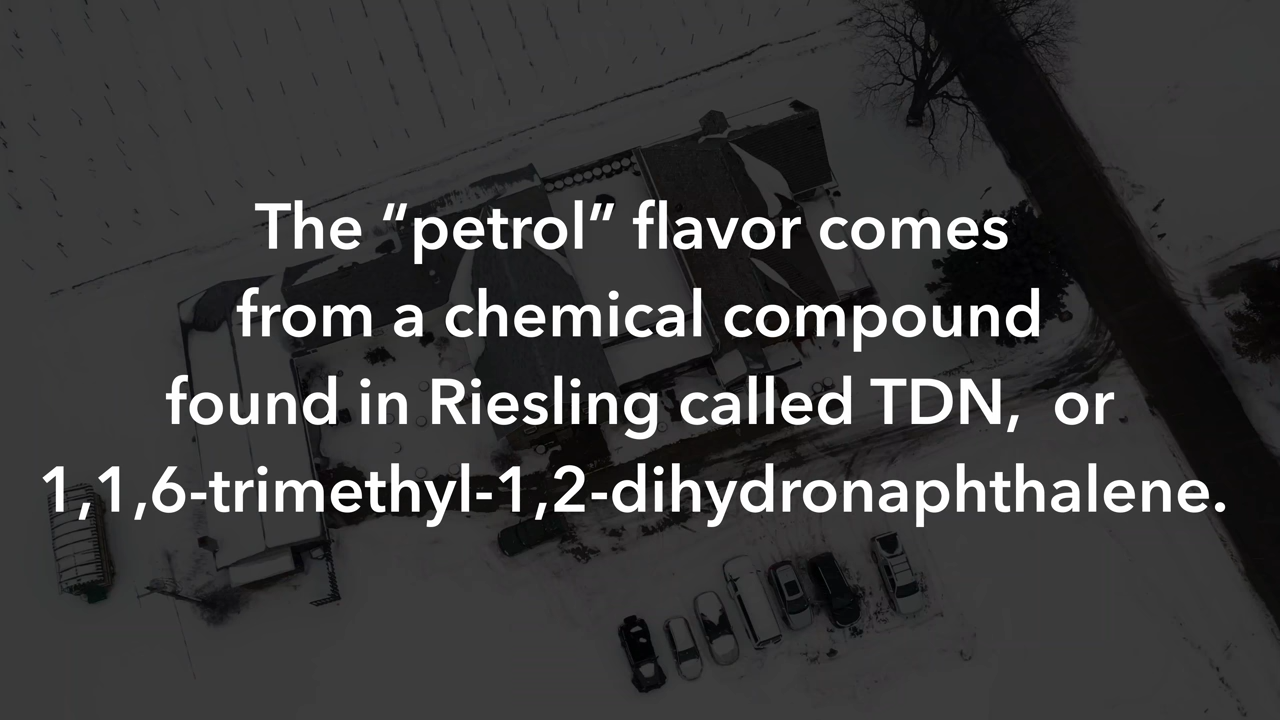 The “petrol” flavor comes
from a chemical compound
found in Riesling called TDN,  or
1,1,6-trimethyl-1,2-dihydronaphthalene.